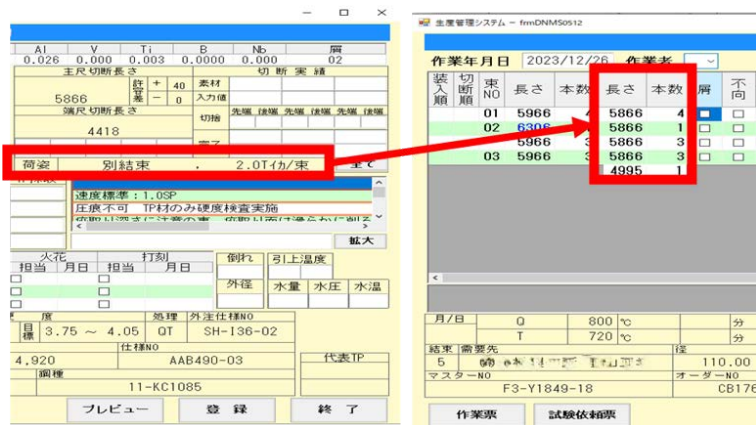 Al V Ti B Nb 屑
0.026 0.000 0.003 0.0000 0.000 02
主尺切断長さ 許容差 + 40 素材 切断実績
5866 - 0 入力値
端尺切断長さ 切捨 先端 後端 先端 後端 先端 後端
4418
荷姿 別結束 . 2.0Tイカ/束 全て
速度標準:1.0SP
圧痕不可 TP材のみ硬度検査実施
拡大
火花 打刻 倒れ 引上温度
担当 月日 担当 月日
外径 水量 水圧 水温
度 処理 外注仕様NO
目標 3.75 ~ 4.05 QT SH-136-02
仕様NO
4.920 AAB490-03 代表TP
鋼種
11-KC1085
プレビュー 登録 終了
生産管理システム - frmDNMS0512
作業年月日 2023/12/26 作業者
装入順 切断順 束NO 長さ 本数 長さ 本数 屑 不向
01 5966 5866 4
02 6306 5866 1
5966 3 5866 3
03 5966 3 5866 3
4995 1
月/日 Q 800 ℃ 分
T 720 ℃ 分
結束 需要先 径
5 110.00
マスターNO オーダーNO
F3-Y1849-18 CB176
作業票 試験依頼票